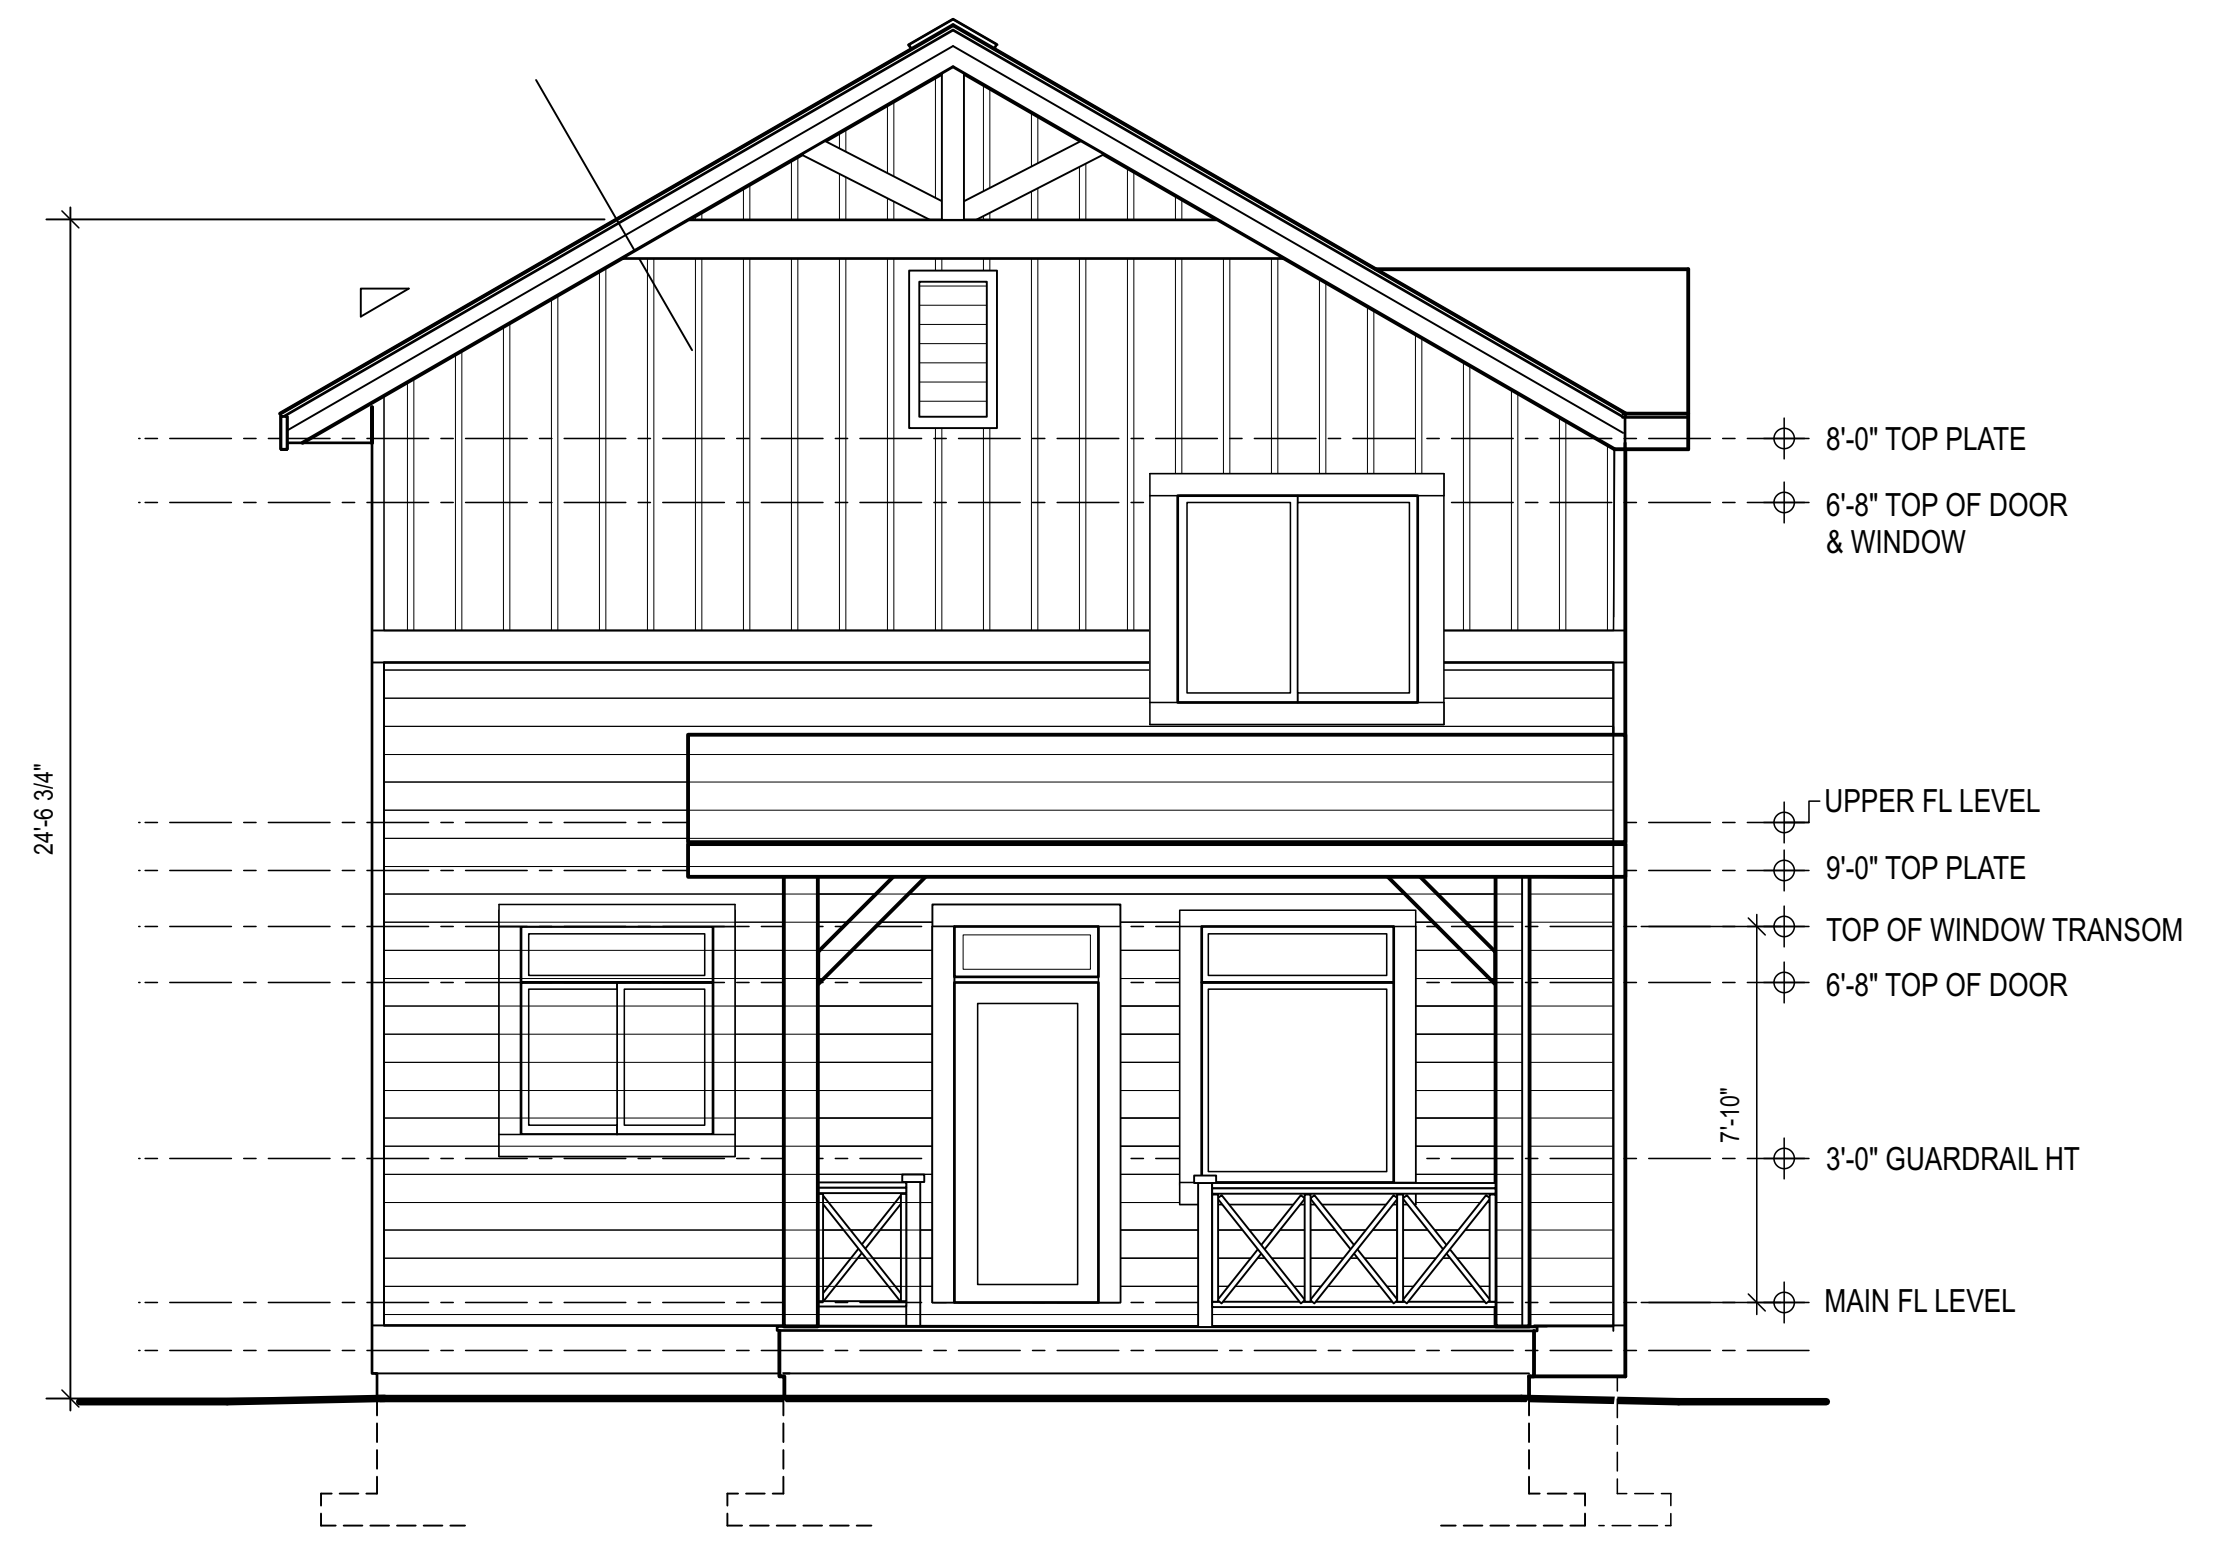 8'-0" TOP PLATE
6'-8" TOP OF DOOR
& WINDOW
24'-6 3/4"
UPPER FL LEVEL
9'-0" TOP PLATE
TOP OF WINDOW TRANSOM
6'-8" TOP OF DOOR
7'-10"
3'-0" GUARDRAIL HT
MAIN FL LEVEL